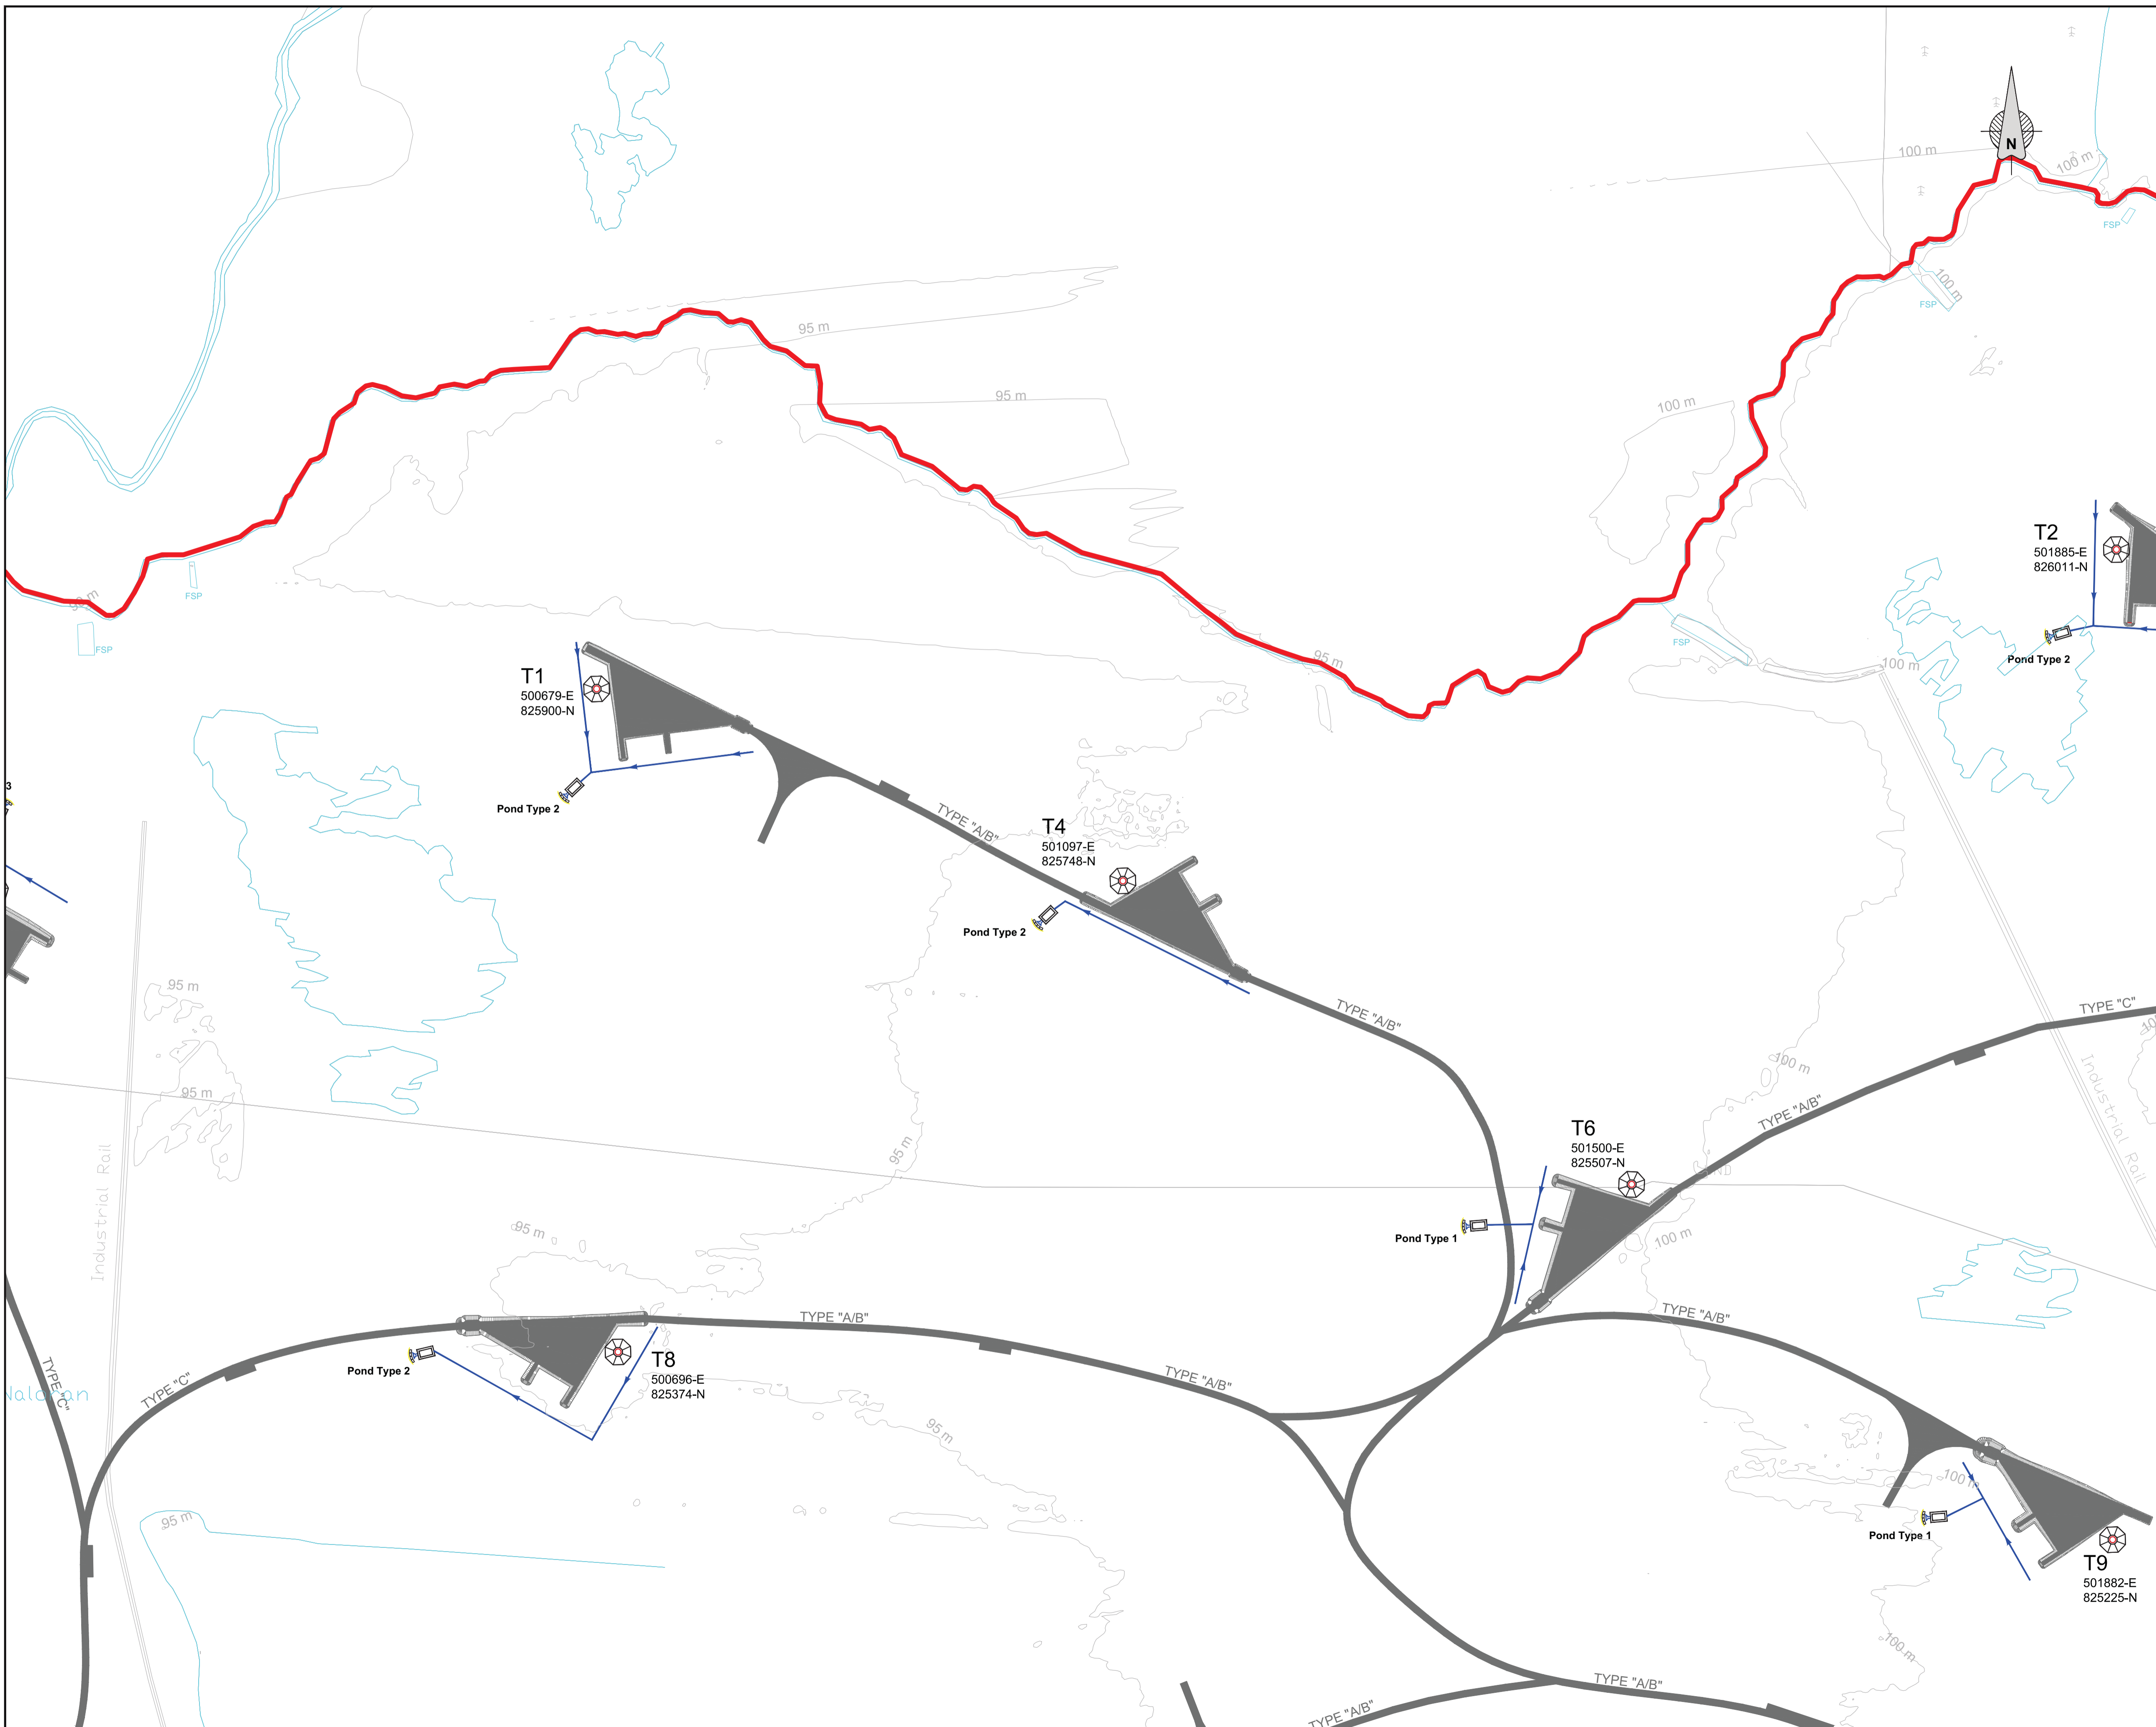 100 m
N
100 m
FSP
100 m
FSP
95 m
95 m
100 m
T2
501885-E
826011-N
90 m
FSP
FSP
FSP
95 m
100 m
Pond Type 2
T1
500679-E
825900-N
3
Pond Type 2
TYPE "A/B"
T4
501097-E
825748-N
Pond Type 2
95 m
TYPE "A/B"
TYPE "C"
100 m
95 m
TYPE "A/B"
Industrial Rail
Industrial Rail
95 m
T6
501500-E
825507-N
95 m
Pond Type 1
100 m
TYPE "A/B"
TYPE "A/B"
T8
500696-E
825374-N
Pond Type 2
TYPE "C"
TYPE "C"
TYPE "A/B"
95 m
95 m
100 m
Pond Type 1
T9
501882-E
825225-N
100 m
TYPE "A/B"
TYPE "A/B"